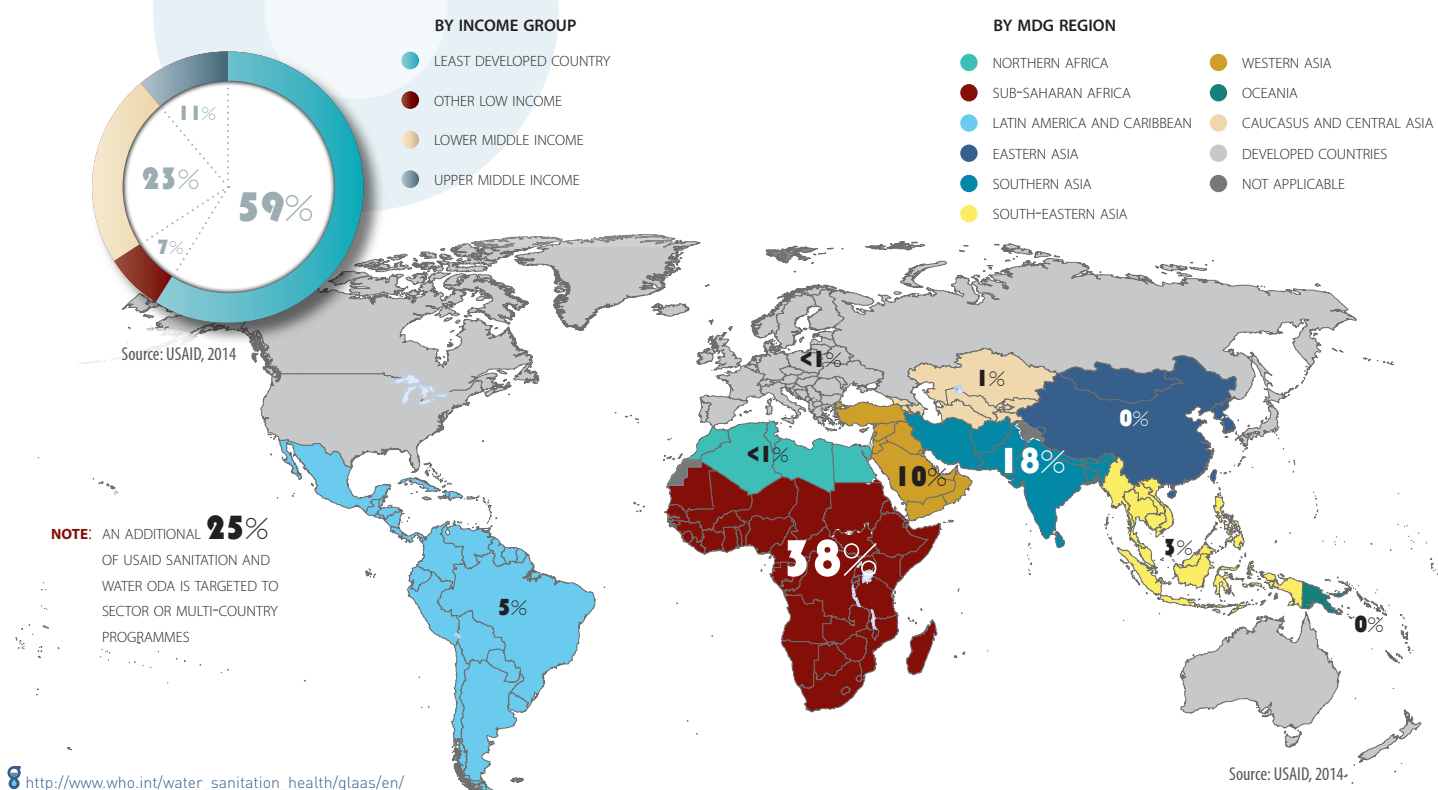 BY INCOME GROUP
LEAST DEVELOPED COUNTRY
OTHER LOW INCOME
LOWER MIDDLE INCOME
UPPER MIDDLE INCOME
11%
23%
59%
7%
Source: USAID, 2014
BY MDG REGION
NORTHERN AFRICA
SUB-SAHARAN AFRICA
LATIN AMERICA AND CARIBBEAN
EASTERN ASIA
SOUTHERN ASIA
SOUTH-EASTERN ASIA
WESTERN ASIA
OCEANIA
CAUCASUS AND CENTRAL ASIA
DEVELOPED COUNTRIES
NOT APPLICABLE
<1%
1%
0%
<1%
10%
18%
38%
3%
5%
0%
NOTE: AN ADDITIONAL 25%
OF USAID SANITATION AND
WATER ODA IS TARGETED TO
SECTOR OR MULTI-COUNTRY
PROGRAMMES
Source: USAID, 2014
8 http://www.who.int/water_sanitation_health/glaas/en/